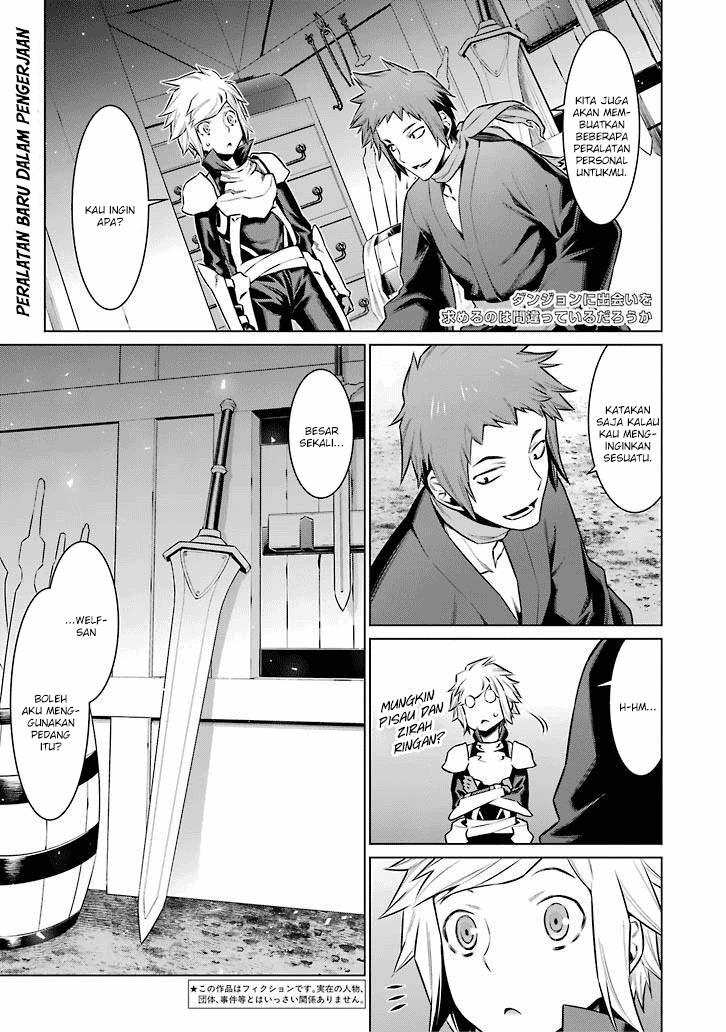 PERALATAN BARU DALAM PENGERJAAN
KITA JUGA
AKAN MEM-
BUATKAN
BEBERAPA
PERALATAN
PERSONAL
UNTUKMU.
KAU INGIN
APA?
ダンジョンに出会いを
求めるのは間違っているだろうか
KATAKAN
SAJA KALAU
KAU MENG-
INGINKAN
SESUATU.
H-HM...
MUNGKIN
PISAU DAN
ZIRAH
RINGAN?
BESAR
SEKALI...
...WELF-
SAN
BOLEH
AKU MENG-
GUNAKAN
PEDANG
ITU?
★この作品はフィクションです。実在の人物、
団体、事件等とはいっさい関係ありません。